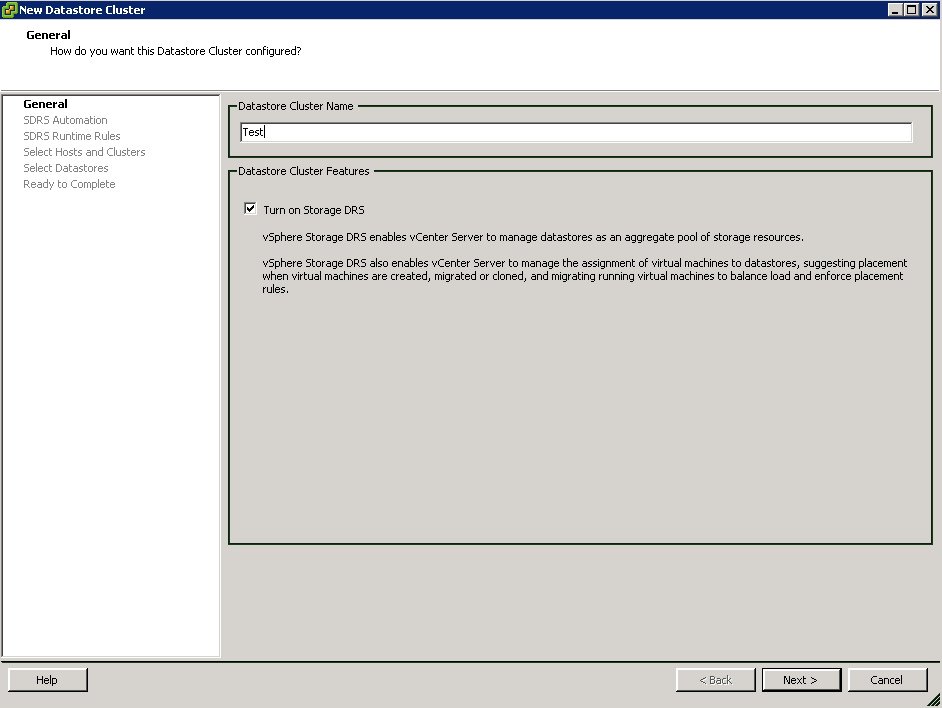 New Datastore Cluster
General
How do you want this Datastore Cluster configured?
General
SDRS Automation
SDRS Runtime Rules
Select Hosts and Clusters
Select Datastores
Ready to Complete
Datastore Cluster Name
Test
Datastore Cluster Features
Turn on Storage DRS
vSphere Storage DRS enables vCenter Server to manage datastores as an aggregate pool of storage resources.
vSphere Storage DRS also enables vCenter Server to manage the assignment of virtual machines to datastores, suggesting placement
when virtual machines are created, migrated or cloned, and migrating running virtual machines to balance load and enforce placement
rules.
Help
< Back
Next >
Cancel